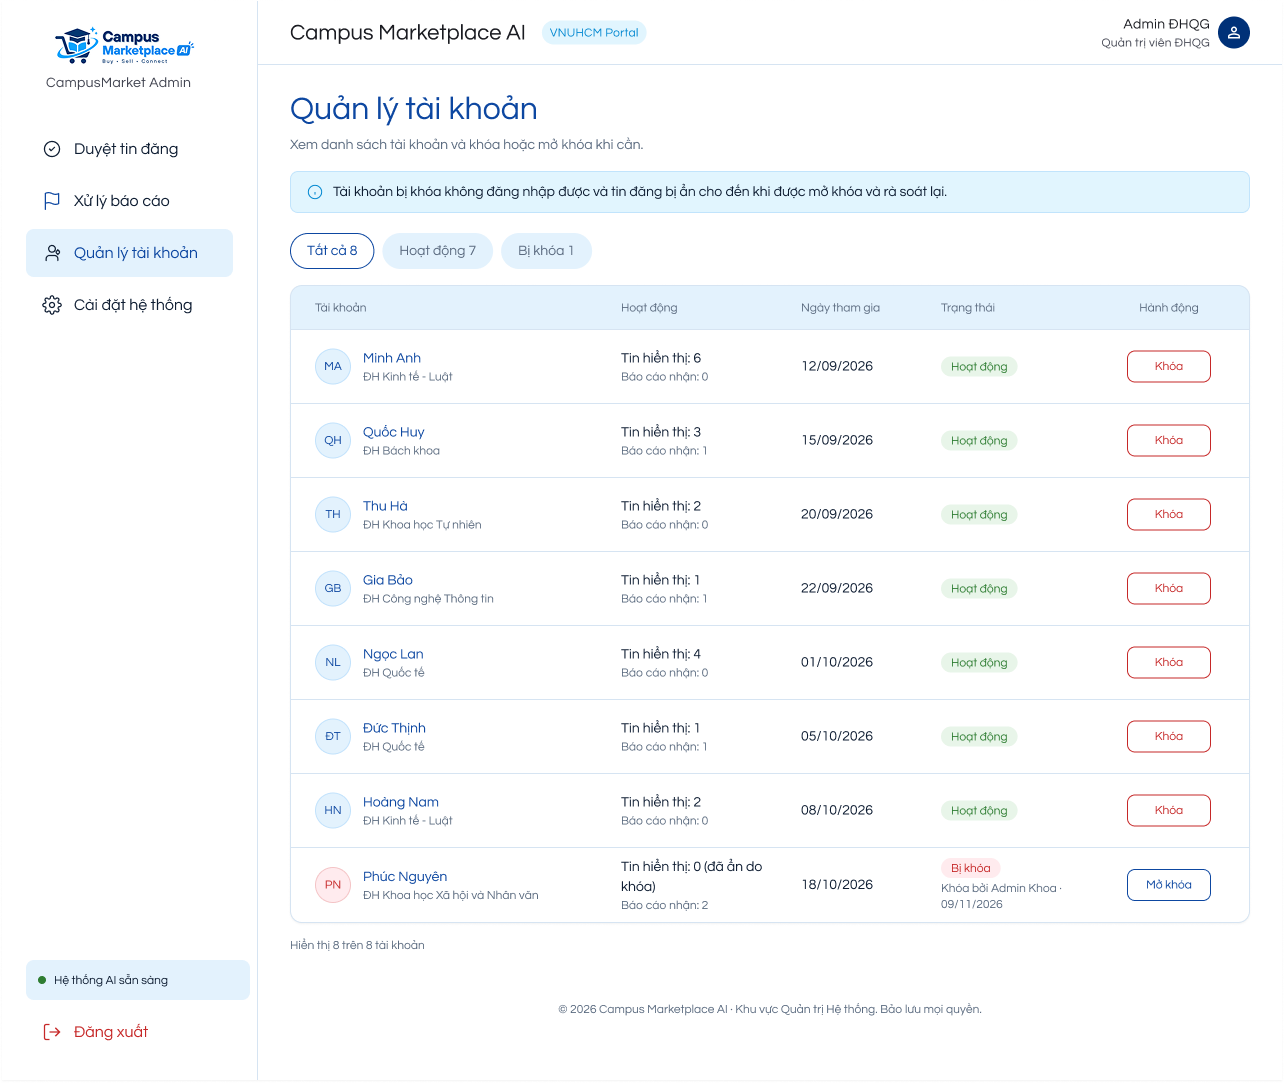 Campus
Marketplace AI
Buy • Sell • Connect
CampusMarket Admin
Duyệt tin đăng
Xử lý báo cáo
Quản lý tài khoản
Cài đặt hệ thống
Hệ thống AI sẵn sàng
Đăng xuất
Campus Marketplace AI
VNUHCM Portal
Admin ĐHQG
Quản trị viên ĐHQG
Quản lý tài khoản
Xem danh sách tài khoản và khóa hoặc mở khóa khi cần.
Tài khoản bị khóa không đăng nhập được và tin đăng bị ẩn cho đến khi được mở khóa và rà soát lại.
Tất cả 8
Hoạt động 7
Bị khóa 1
Tài khoản Hoạt động Ngày tham gia Trạng thái Hành động
MA
Minh Anh
ĐH Kinh tế - Luật
Tin hiển thị: 6
Báo cáo nhận: 0
12/09/2026
Hoạt động
Khóa
QH
Quốc Huy
ĐH Bách khoa
Tin hiển thị: 3
Báo cáo nhận: 1
15/09/2026
Hoạt động
Khóa
TH
Thu Hà
ĐH Khoa học Tự nhiên
Tin hiển thị: 2
Báo cáo nhận: 0
20/09/2026
Hoạt động
Khóa
GB
Gia Bảo
ĐH Công nghệ Thông tin
Tin hiển thị: 1
Báo cáo nhận: 1
22/09/2026
Hoạt động
Khóa
NL
Ngọc Lan
ĐH Quốc tế
Tin hiển thị: 4
Báo cáo nhận: 0
01/10/2026
Hoạt động
Khóa
ĐT
Đức Thịnh
ĐH Quốc tế
Tin hiển thị: 1
Báo cáo nhận: 1
05/10/2026
Hoạt động
Khóa
HN
Hoàng Nam
ĐH Kinh tế - Luật
Tin hiển thị: 2
Báo cáo nhận: 0
08/10/2026
Hoạt động
Khóa
PN
Phúc Nguyên
ĐH Khoa học Xã hội và Nhân văn
Tin hiển thị: 0 (đã ẩn do
khóa)
Báo cáo nhận: 2
18/10/2026
Bị khóa
Khóa bởi Admin Khoa ·
09/11/2026
Mở khóa
Hiển thị 8 trên 8 tài khoản
© 2026 Campus Marketplace AI · Khu vực Quản trị Hệ thống. Bảo lưu mọi quyền.